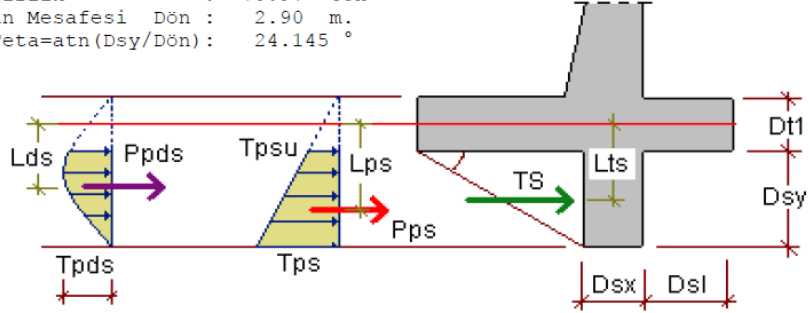 n Mesafesi Dön : 2.90 m.
eta=atn(Dsy/Dön): 24.145 °
Dt1
Lds
Ppds
Tpsu
Lps
Lts
TS
Dsy
Pps
Tpds
Tps
Dsx
Dsl